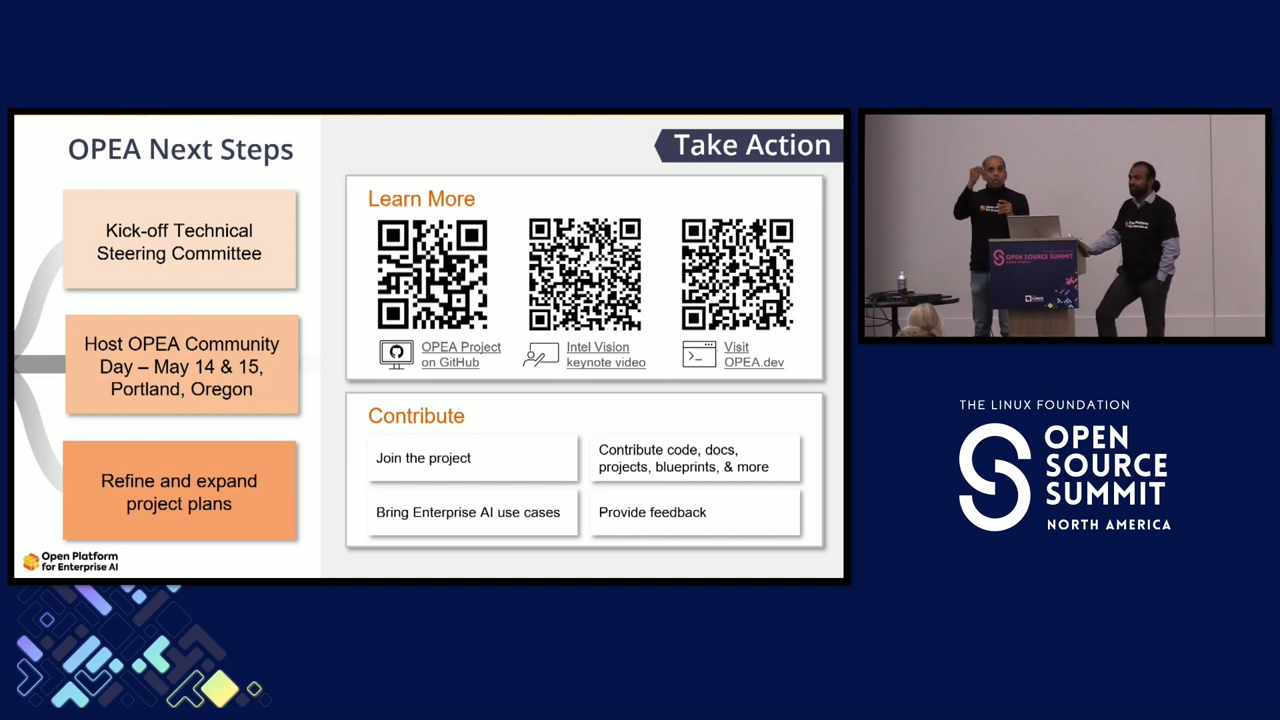 OPEA Next Steps
Kick-off Technical
Steering Committee
Host OPEA Community
Day – May 14 & 15,
Portland, Oregon
Refine and expand
project plans
Open Platform
for Enterprise AI
Take Action
Learn More
OPEA Project
on GitHub
Intel Vision
keynote video
Visit
OPEA.dev
Contribute
Join the project
Contribute code, docs,
projects, blueprints, & more
Bring Enterprise AI use cases
Provide feedback
OPEN SOURCE SUMMIT
THE LINUX FOUNDATION
OPEN
SOURCE
SUMMIT
NORTH AMERICA